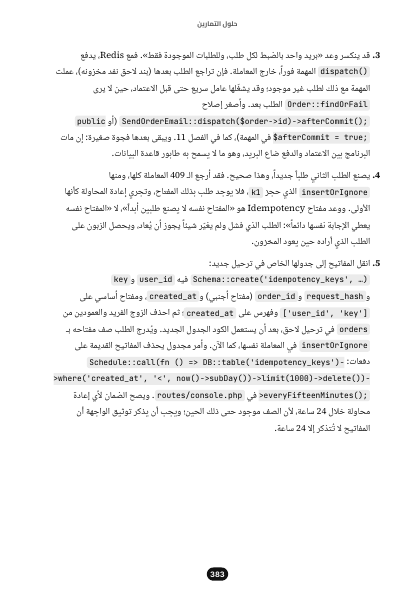 حلول التمارين
3. قد ينكسر وعد «بريد واحد بالضبط لكل طلب، وللطلبات الموجودة فقط». فمع Redis، يدفع
dispatch() المهمة فوراً، خارج المعاملة. فإن تراجع الطلب بعدها (بند لاحق نفد مخزونه)، عملت
المهمة مع ذلك لطلب غير موجود؛ وقد يشغّلها عامل سريع حتى قبل الاعتماد، حين لا يرى
Order::findOrFail الطلب بعد. وأصغر إصلاح
SendOrderEmail::dispatch($order->id)->afterCommit(); (أو public
$afterCommit = true; في المهمة)، كما في الفصل 11. ويبقى بعدها فجوة صغيرة: إن مات
البرنامج بين الاعتماد والدفع ضاع البريد، وهو ما لا يسمح به طابور قاعدة البيانات.
4. يصنع الطلب الثاني طلباً جديداً، وهذا صحيح. فقد أرجع الـ 409 المعاملة كلها، ومنها
insertOrIgnore الذي حجز k1، فلا يوجد طلب بذلك المفتاح، وتجري إعادة المحاولة كأنها
الأولى. ووعد مفتاح Idempotency هو «المفتاح نفسه لا يصنع طلبين أبداً»، لا «المفتاح نفسه
يعطي الإجابة نفسها دائماً»؛ الطلب الذي فشل ولم يغيّر شيئاً يجوز أن يُعاد، ويحصل الزبون على
الطلب الذي أراده حين يعود المخزون.
5. انقل المفاتيح إلى جدولها الخاص في ترحيل جديد:
Schema::create('idempotency_keys', …) فيه user_id و key
و request_hash و order_id (مفتاح أجنبي) و created_at، ومفتاح أساسي على
['user_id', 'key'] وفهرس على created_at؛ ثم احذف الزوج الفريد والعمودين من
orders في ترحيل لاحق، بعد أن يستعمل الكود الجدول الجديد. ويُدرج الطلب صف مفتاحه بـ
insertOrIgnore في المعاملة نفسها، كما الآن. وأمر مجدول يحذف المفاتيح القديمة على
دفعات: Schedule::call(fn () => DB::table('idempotency_keys')-
>where('created_at', '<', now()->subDay())->limit(1000)->delete())-
>everyFifteenMinutes(); في routes/console.php. ويصح الضمان لأي إعادة
محاولة خلال 24 ساعة، لأن الصف موجود حتى ذلك الحين؛ ويجب أن يذكر توثيق الواجهة أن
المفاتيح لا تُتذكر إلا 24 ساعة.
383